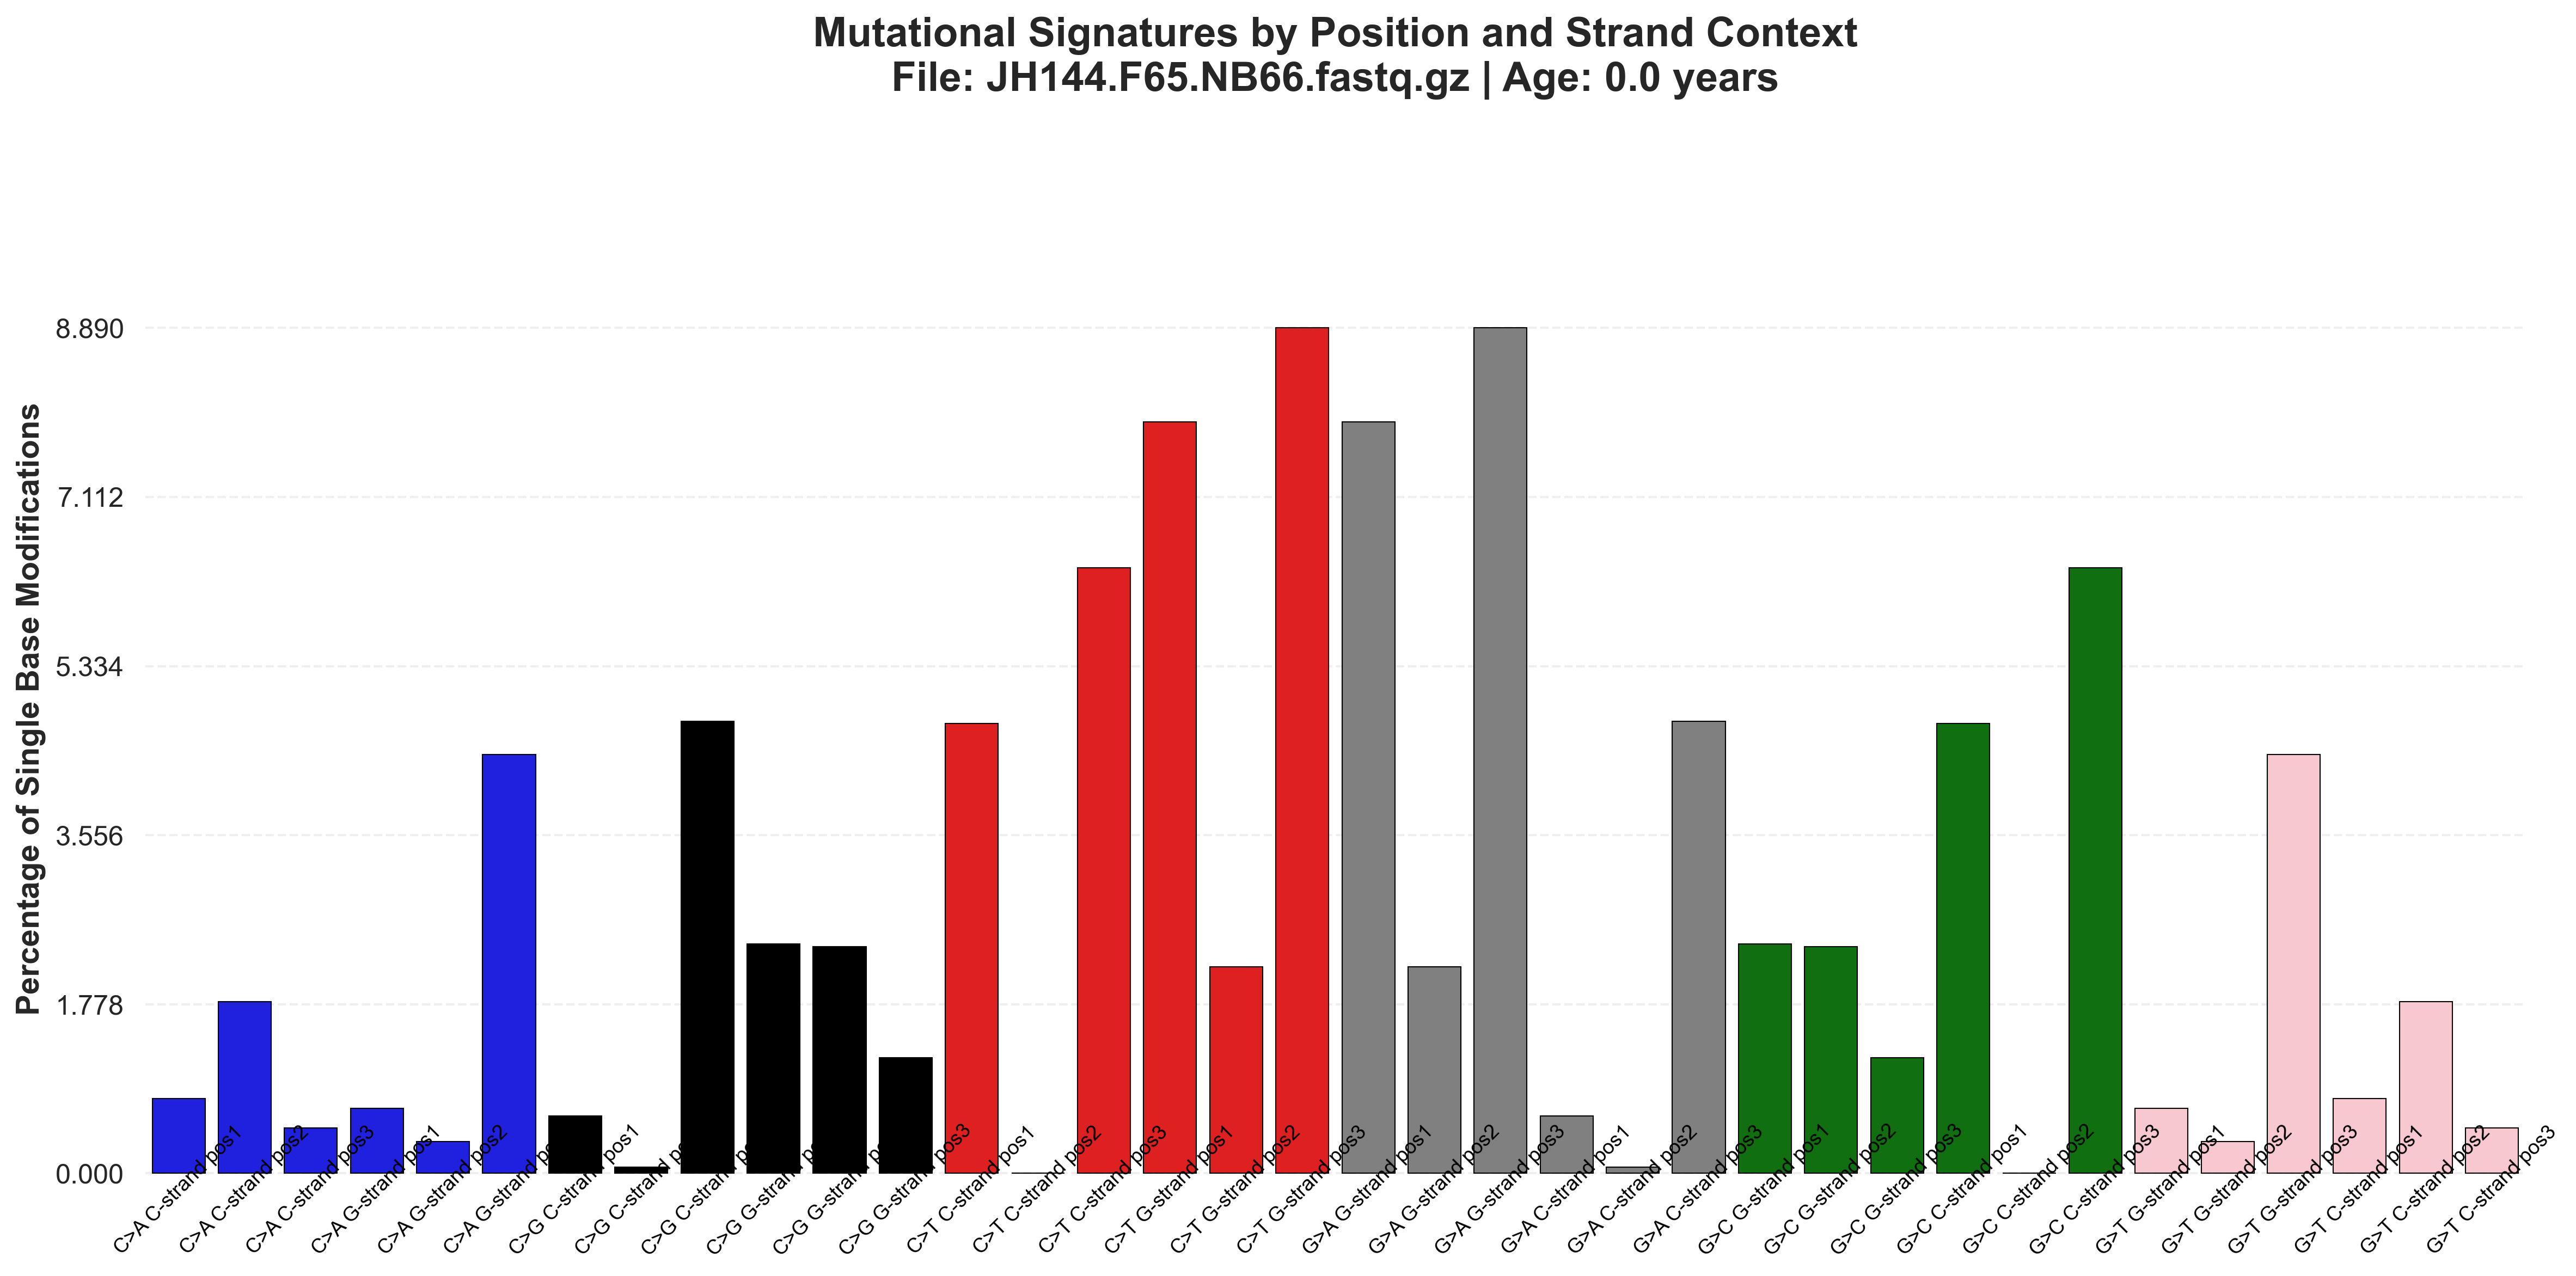 Mutational Signatures by Position and Strand Context
File: JH144.F65.NB66.fastq.gz | Age: 0.0 years
Percentage of Single Base Modifications
8.890
7.112
5.334
3.556
1.778
0.000
C>A C-strand pos1
C>A C-strand pos2
C>A C-strand pos3
C>A G-strand pos1
C>A G-strand pos2
C>A G-strand
C>G C-strand pos1
C>G C-strand
C>G C-strand
C>G G-strand
C>G G-strand
C>G G-strand pos3
C>T C-strand pos1
C>T C-strand pos2
C>T C-strand pos3
C>T G-strand pos1
C>T G-strand pos2
C>T G-strand pos3
G>A G-strand pos1
G>A G-strand pos2
G>A G-strand pos3
G>A C-strand pos1
G>A C-strand pos2
G>A C-strand pos3
G>C G-strand pos1
G>C G-strand pos2
G>C G-strand pos3
G>C C-strand pos1
G>C C-strand pos2
G>C C-strand pos3
G>T G-strand pos1
G>T G-strand pos2
G>T G-strand pos3
G>T C-strand pos1
G>T C-strand pos2
G>T C-strand pos3